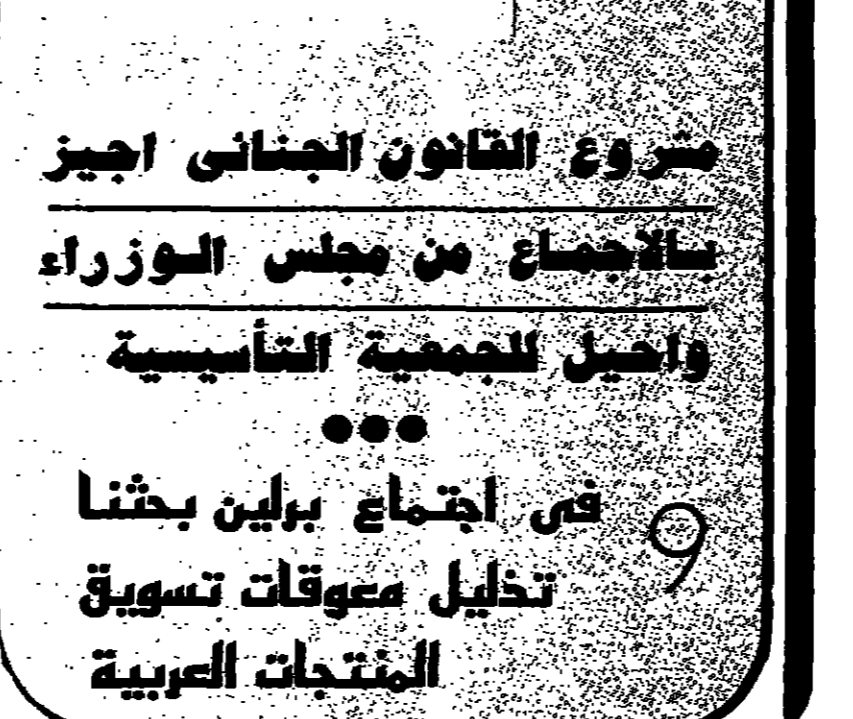 مشروع القانون الجنائى اجيز
بالاجماع من مجلس الوزراء
واحيل للجمعية التأسيسية
●●●
فى اجتماع برلين بحثنا
تذليل معوقات تسويق
المنتجات العربية
9